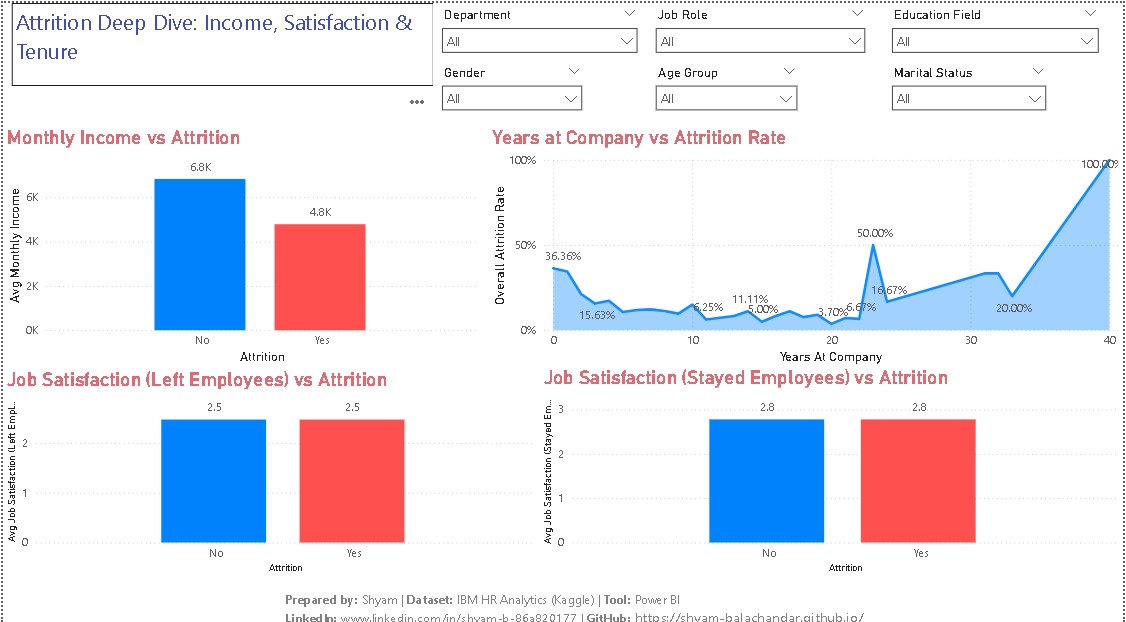 Attrition Deep Dive: Income, Satisfaction &
Tenure
Department
All
Job Role
All
Education Field
All
Gender
All
Age Group
All
Marital Status
All
Monthly Income vs Attrition
Avg Monthly Income
6K
4K
2K
0K
6.8K
4.8K
No
Yes
Attrition
Years at Company vs Attrition Rate
Overall Attrition Rate
100%
50%
0%
36.36%
15.63%
6.25%
11.11%
5.00%
3.70%
6.67%
50.00%
16.67%
20.00%
100.00%
0
10
20
30
40
Years At Company
Job Satisfaction (Left Employees) vs Attrition
Avg Job Satisfaction (Left Empl...
2
1
0
2.5
2.5
No
Yes
Attrition
Job Satisfaction (Stayed Employees) vs Attrition
Avg Job Satisfaction (Stayed Em...
3
2
1
0
2.8
2.8
No
Yes
Attrition
Prepared by: Shyam | Dataset: IBM HR Analytics (Kaggle) | Tool: Power BI
LinkedIn: www.linkedin.com/in/shyam-b-86a820177 | GitHub: https://shyam-balachandar.github.io/